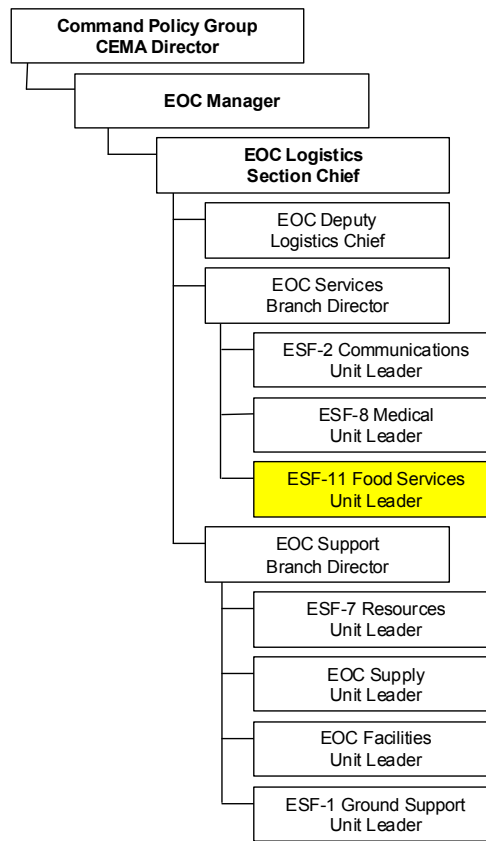 Command Policy Group
CEMA Director
EOC Manager
EOC Logistics
Section Chief
EOC Deputy
Logistics Chief
EOC Services
Branch Director
ESF-2 Communications
Unit Leader
ESF-8 Medical
Unit Leader
ESF-11 Food Services
Unit Leader
EOC Support
Branch Director
ESF-7 Resources
Unit Leader
EOC Supply
Unit Leader
EOC Facilities
Unit Leader
ESF-1 Ground Support
Unit Leader